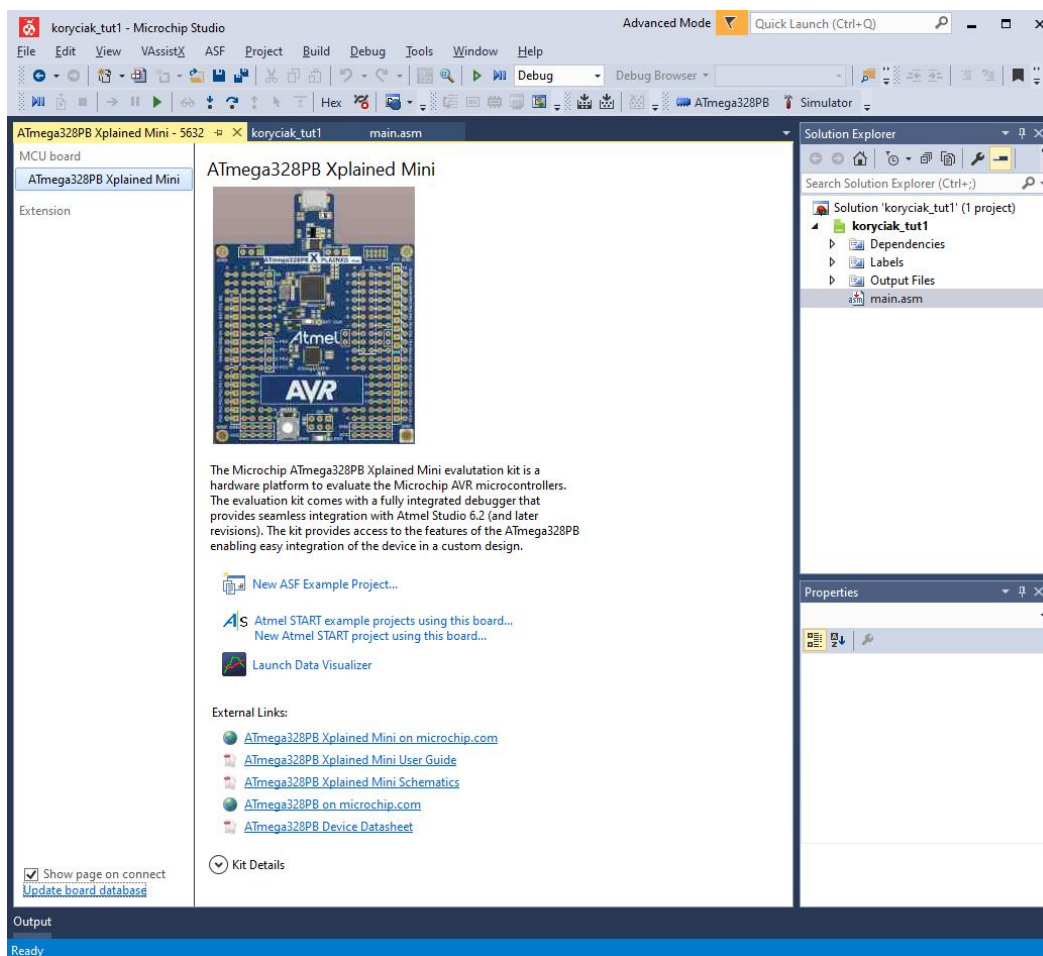 koryciak_tut1 - Microchip Studio
Advanced Mode
Quick Launch (Ctrl+Q)
File Edit View VAssistX ASF Project Build Debug Tools Window Help
Debug
Debug Browser
Hex
ATmega328PB
Simulator
ATmega328PB Xplained Mini - 5632
koryciak_tut1
main.asm
MCU board
ATmega328PB Xplained Mini
Extension
Show page on connect
Update board database
ATmega328PB Xplained Mini
ATmega328PB X PLAINED
Atmel
AVR
The Microchip ATmega328PB Xplained Mini evalutation kit is a
hardware platform to evaluate the Microchip AVR microcontrollers.
The evaluation kit comes with a fully integrated debugger that
provides seamless integration with Atmel Studio 6.2 (and later
revisions). The kit provides access to the features of the ATmega328PB
enabling easy integration of the device in a custom design.
New ASF Example Project...
Atmel START example projects using this board...
New Atmel START project using this board...
Launch Data Visualizer
External Links:
ATmega328PB Xplained Mini on microchip.com
ATmega328PB Xplained Mini User Guide
ATmega328PB Xplained Mini Schematics
ATmega328PB on microchip.com
ATmega328PB Device Datasheet
Kit Details
Solution Explorer
Search Solution Explorer (Ctrl+;)
Solution 'koryciak_tut1' (1 project)
koryciak_tut1
Dependencies
Labels
Output Files
main.asm
Properties
Output
Ready